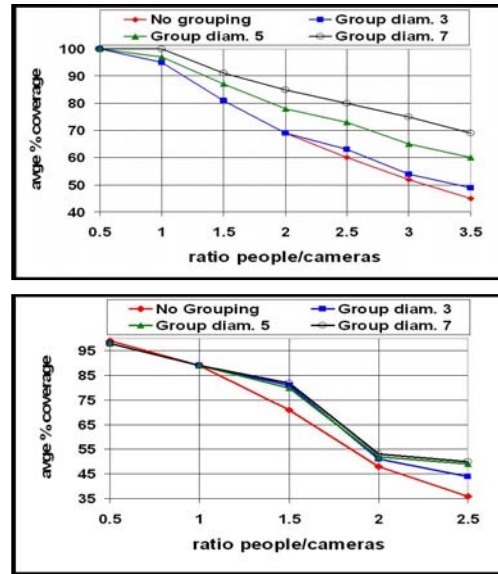 No grouping Group diam. 3
Group diam. 5 Group diam. 7
avge % coverage
100
90
80
70
60
50
40
0.5 1 1.5 2 2.5 3 3.5
ratio people/cameras
No Grouping Group diam. 3
Group diam. 5 Group diam. 7
avge % coverage
95
85
75
65
55
45
35
0.5 1 1.5 2 2.5
ratio people/cameras